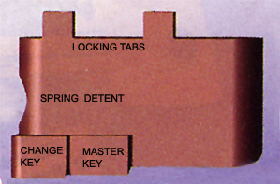 LOCKING TABS
SPRING DETENT
CHANGE MASTER
KEY KEY